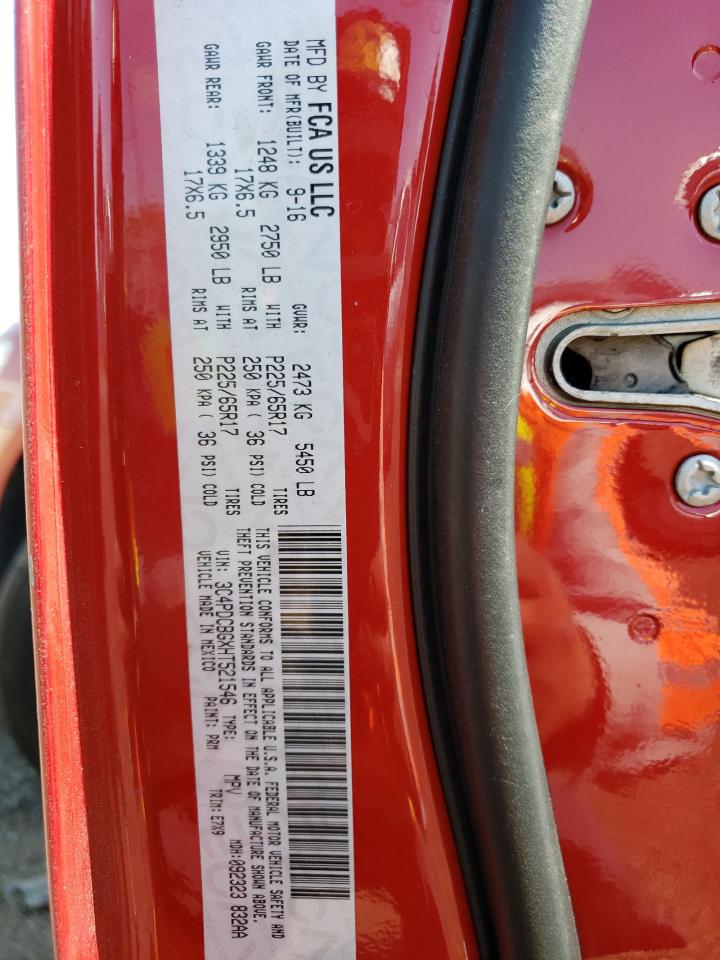 MFD BY FCA US LLC
DATE OF MFR(BUILT): 9-16 GVWR: 2473 KG 5450 LB
GAWR FRONT: 1248 KG 2750 LB WITH P225/65R17 TIRES
17X6.5 RIMS AT 250 KPA ( 36 PSI) COLD
GAWR REAR: 1339 KG 2950 LB WITH P225/65R17 TIRES
17X6.5 RIMS AT 250 KPA ( 36 PSI) COLD
THIS VEHICLE CONFORMS TO ALL APPLICABLE U.S.A. FEDERAL MOTOR VEHICLE SAFETY AND
THEFT PREVENTION STANDARDS IN EFFECT ON THE DATE OF MANUFACTURE SHOWN ABOVE.
VIN: 3C4PDCBGXHT521546 TYPE: MPV MDH:092323 832AA
VEHICLE MADE IN MEXICO PAINT: PRM TRIM: E7X9